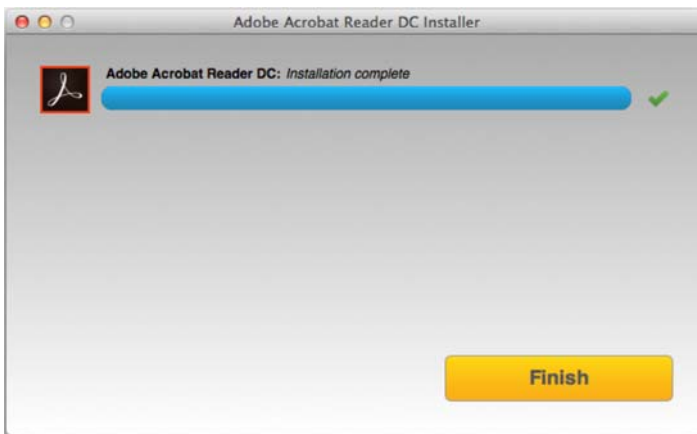 Adobe Acrobat Reader DC Installer
Adobe Acrobat Reader DC: Installation complete
Finish